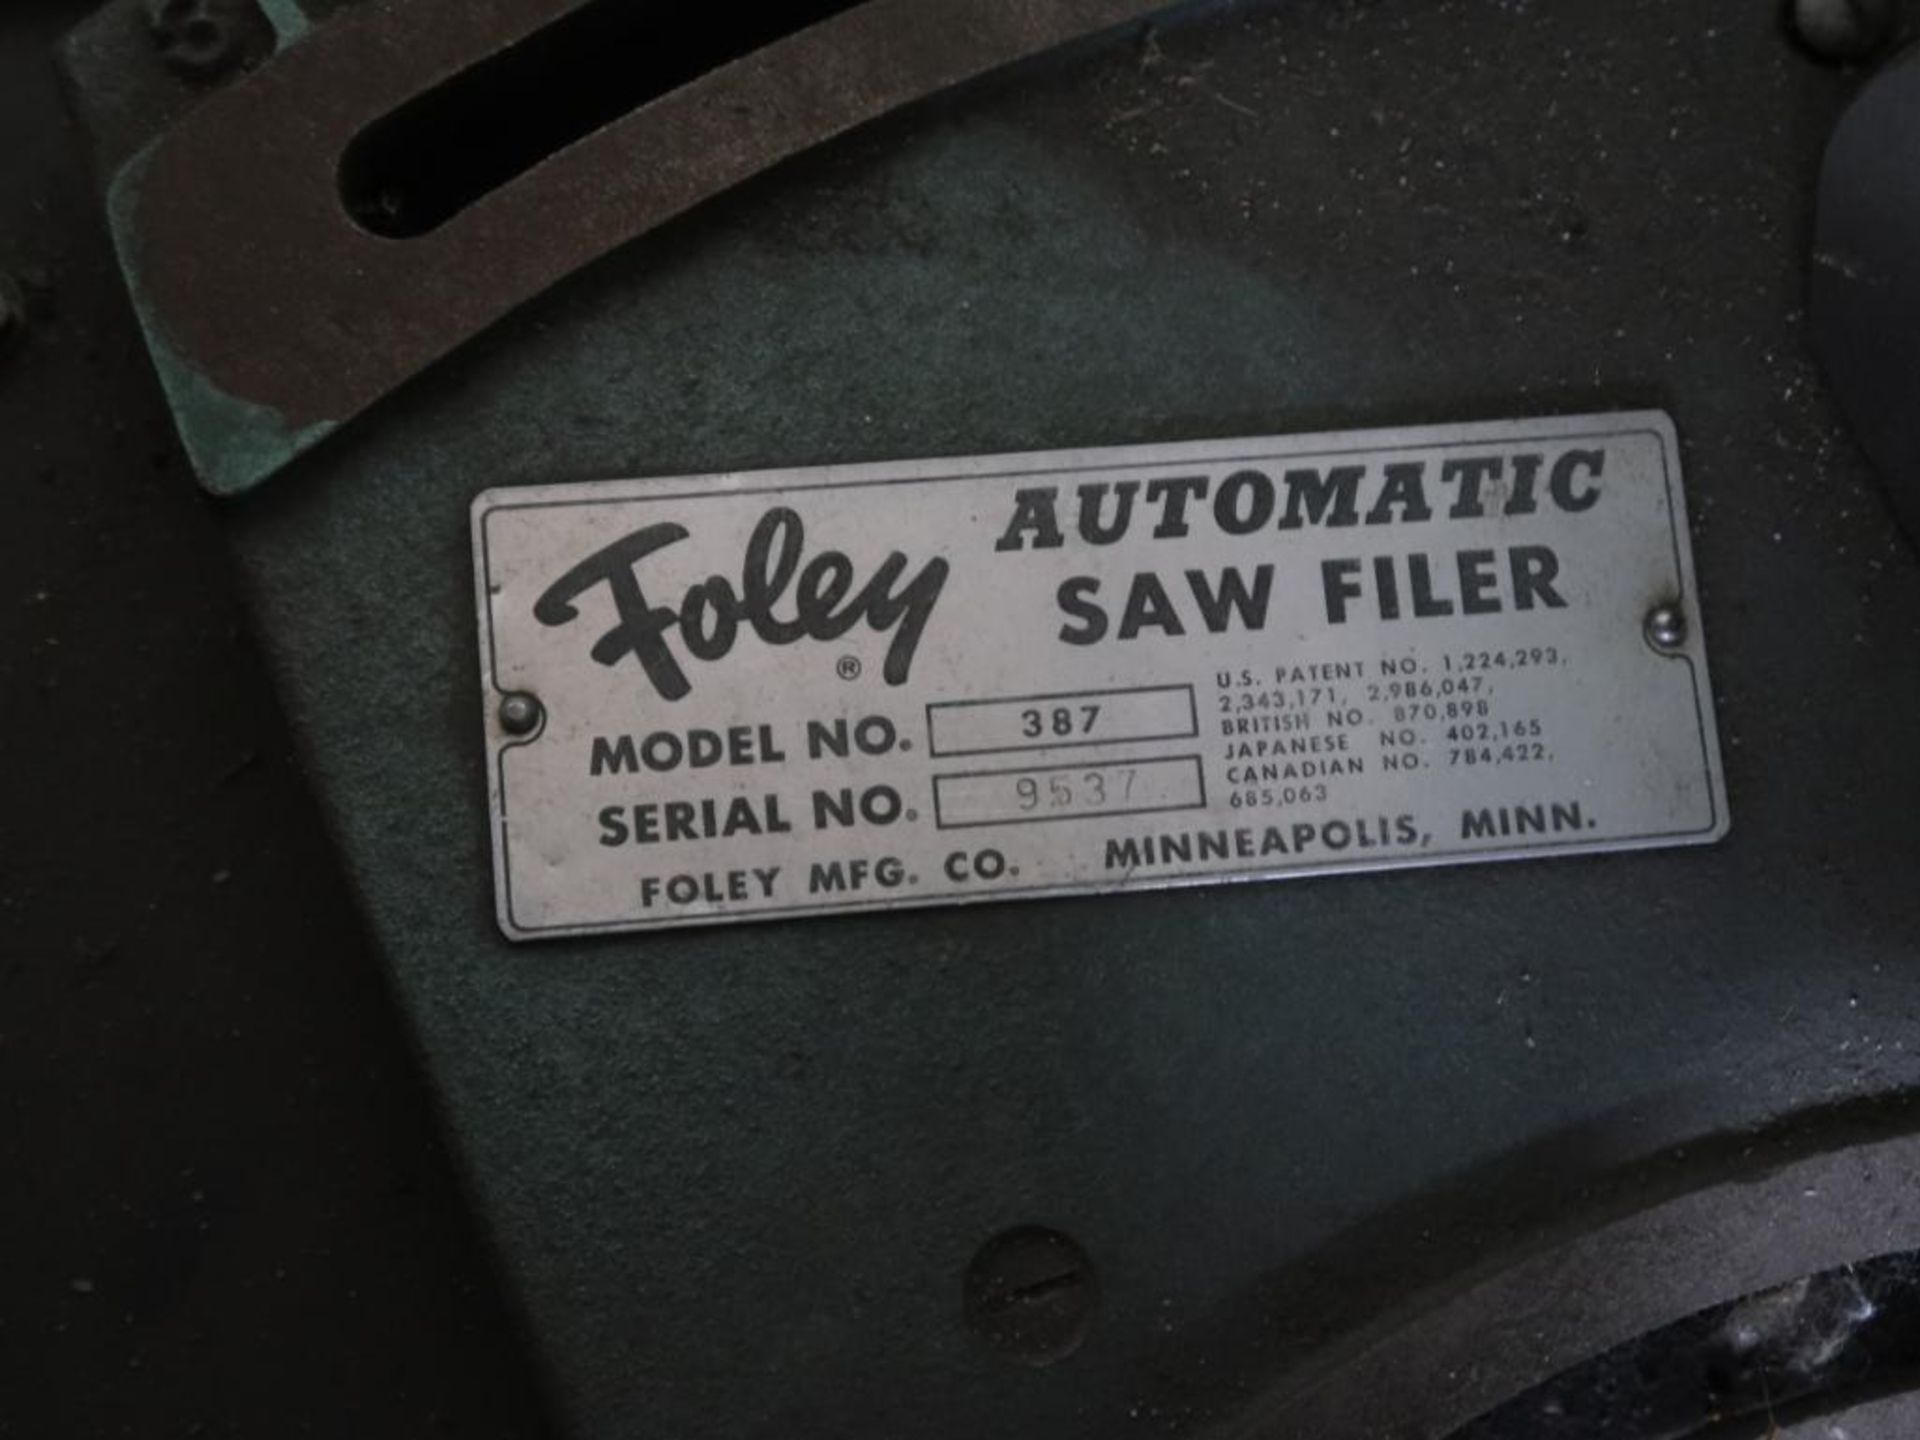 Foley ®
AUTOMATIC
SAW FILER
MODEL NO. 387
SERIAL NO. 9537
U.S. PATENT NO. 1,224,293,
2,343,171, 2,986,047,
BRITISH NO. 870,898
JAPANESE NO. 402,165
CANADIAN NO. 784,422,
685,063
FOLEY MFG. CO. MINNEAPOLIS, MINN.